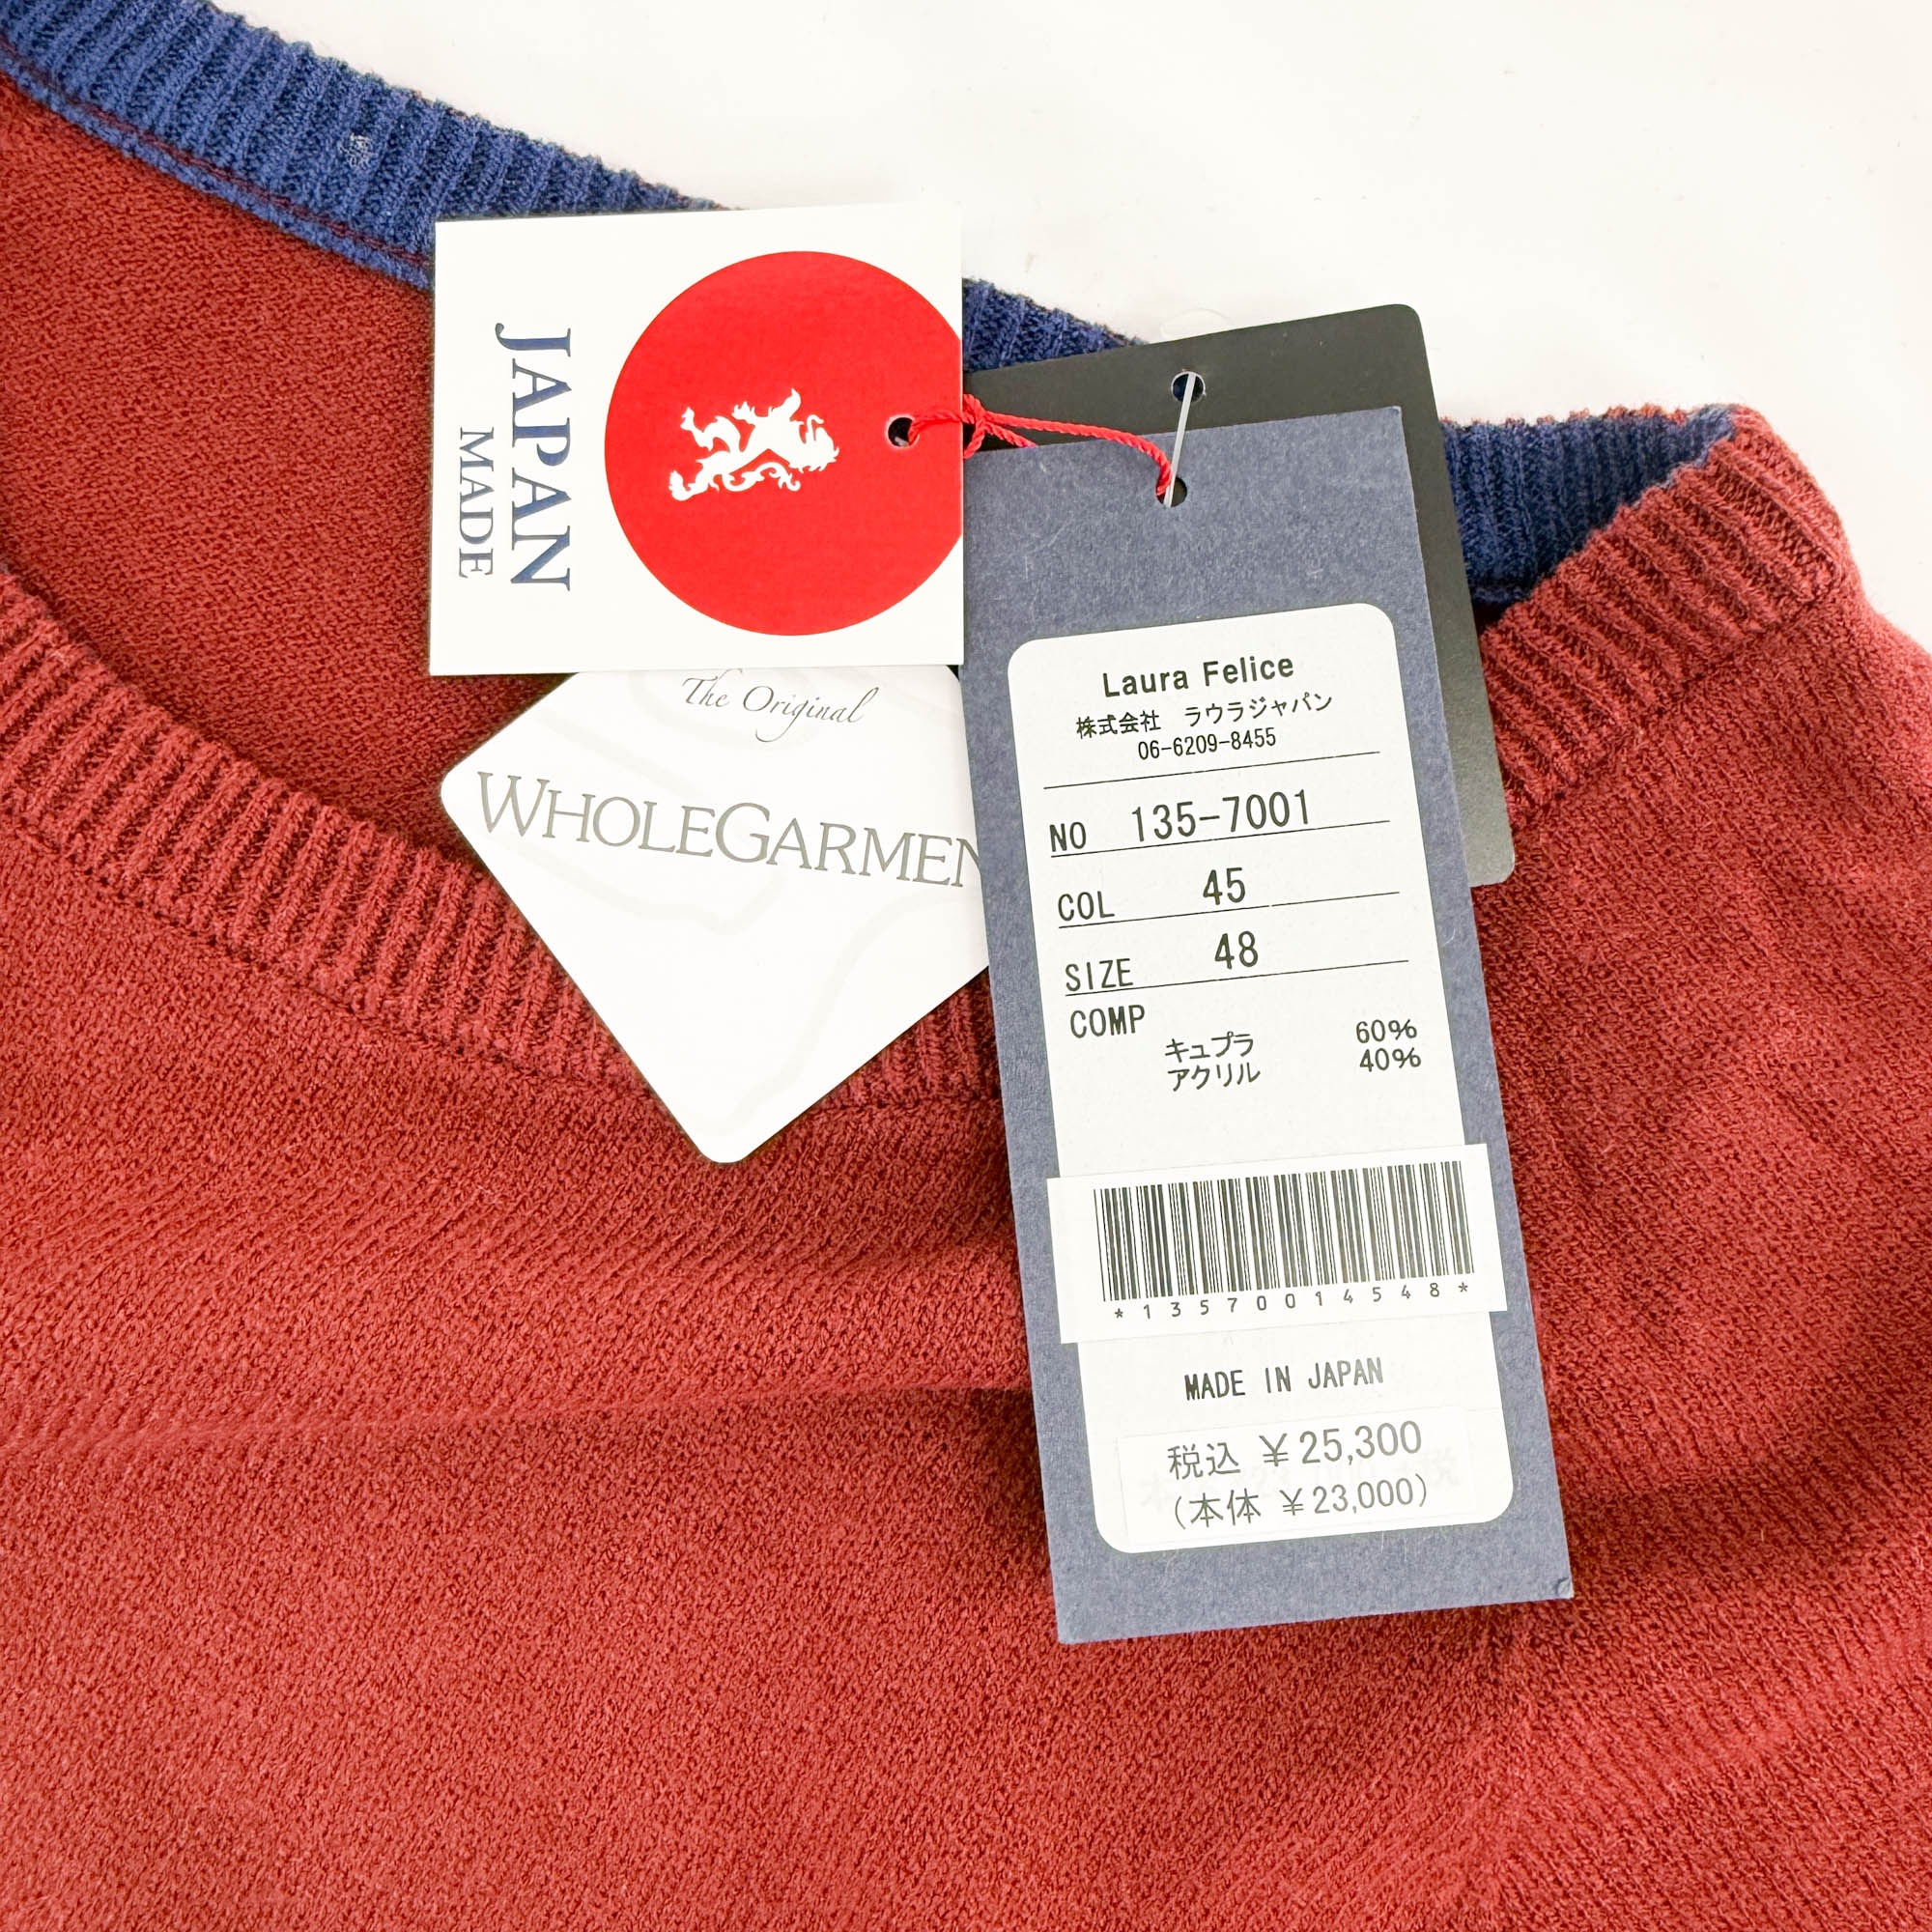 JAPAN
MADE
The Original
WHOLEGARMEN
Laura Felice
株式会社 ラウラジャパン
06-6209-8455
NO 135-7001
COL 45
SIZE 48
COMP
キュプラ 60%
アクリル 40%
*13570014548*
MADE IN JAPAN
税込 ¥25,300
(本体 ¥23,000)